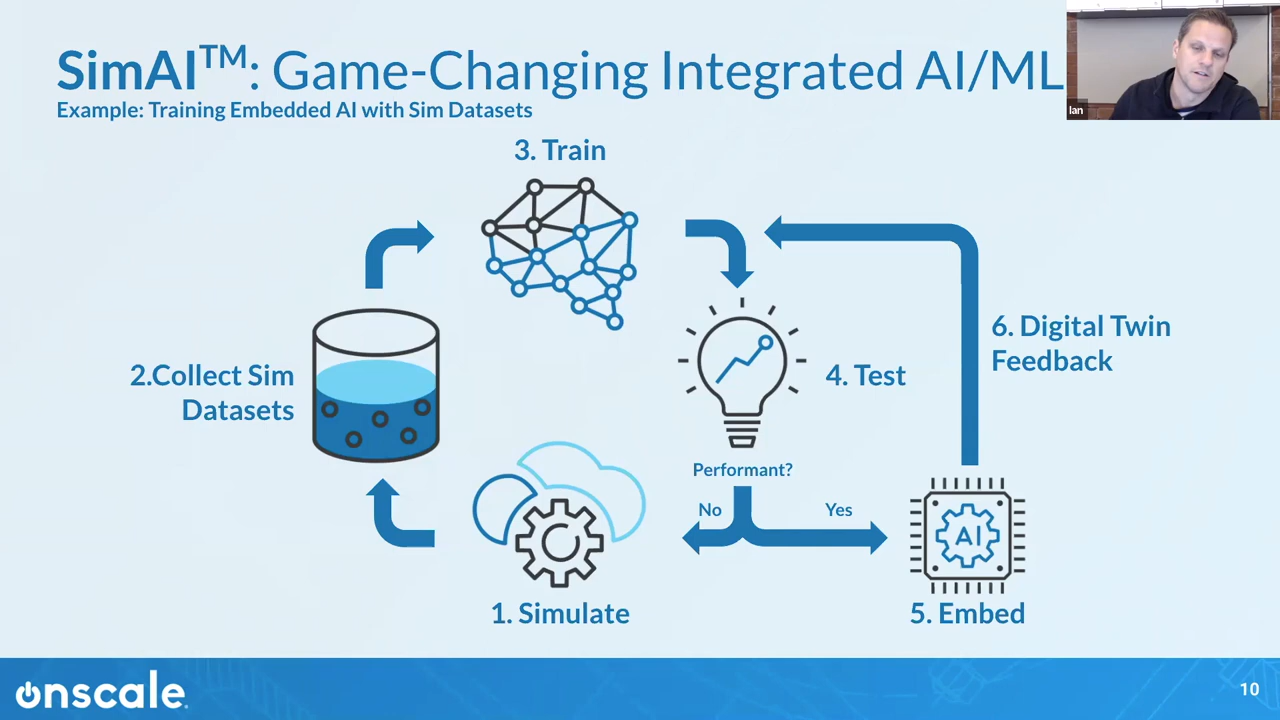 SimAI™: Game-Changing Integrated AI/ML
Example: Training Embedded AI with Sim Datasets
Ian
3. Train
2.Collect Sim
Datasets
4. Test
6. Digital Twin
Feedback
Performant?
No
Yes
AI
1. Simulate
5. Embed
onscale
10